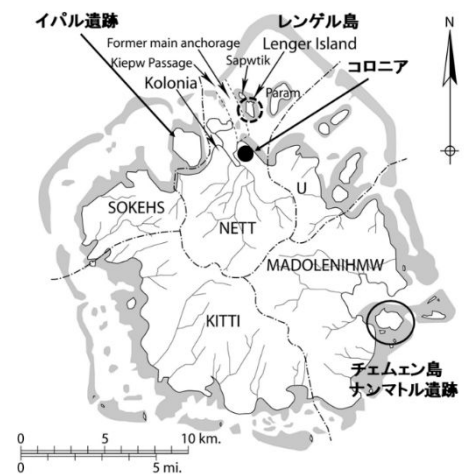 イパル遺跡
レンゲル島
N
Former main anchorage
Lenger Island
Kiepw Passage
Sapwtik
コロニア
Kolonia
Param
U
SOKEHS
NETT
MADOLENIHMW
KITTI
チェムェン島
ナンマトル遺跡
0 5 10 km.
0 5 mi.